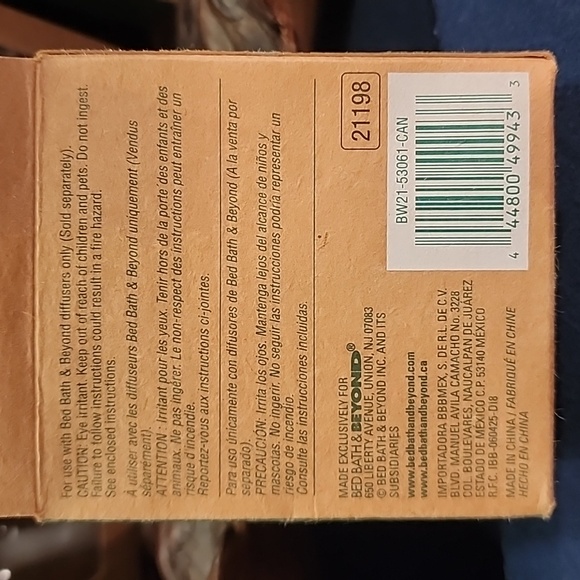 For use with Bed Bath & Beyond diffusers only (Sold separately).
CAUTION: Eye irritant. Keep out of reach of children and pets. Do not ingest.
Failure to follow instructions could result in a fire hazard.
See enclosed instructions.
À utiliser avec les diffuseurs Bed Bath & Beyond uniquement (Vendus
séparément).
ATTENTION : Irritant pour les yeux. Tenir hors de la porte des enfants et des
animaux. Ne pas ingérer. Le non-respect des instructions peut entraîner un
risque d'incendie.
Reportez-vous aux instructions ci-jointes.
Para uso únicamente con difusores de Bed Bath & Beyond (A la venta por
separado).
PRECAUCIÓN: Irrita los ojos. Mantenga lejos del alcance de niños y
mascotas. No ingerir. No seguir las instrucciones podría representar un
riesgo de incendio.
Consulte las instrucciones incluidas.
MADE EXCLUSIVELY FOR
BED BATH & BEYOND®
650 LIBERTY AVENUE, UNION, NJ 07083
© BED BATH & BEYOND INC. AND ITS
SUBSIDIARIES
www.bedbathandbeyond.com
www.bedbathandbeyond.ca
IMPORTADORA BBBMEX, S. DE R.L. DE C.V.
BLVD. MANUEL AVILA CAMACHO No. 3228
COL. BOULEVARES, NAUCALPAN DE JUAREZ
ESTADO DE MEXICO C.P. 53140 MEXICO
R.F.C. IBB-060425-DI8
MADE IN CHINA / FABRIQUÉ EN CHINE
HECHO EN CHINA
21198
BW21-53061-CAN
4 44800 49943 3